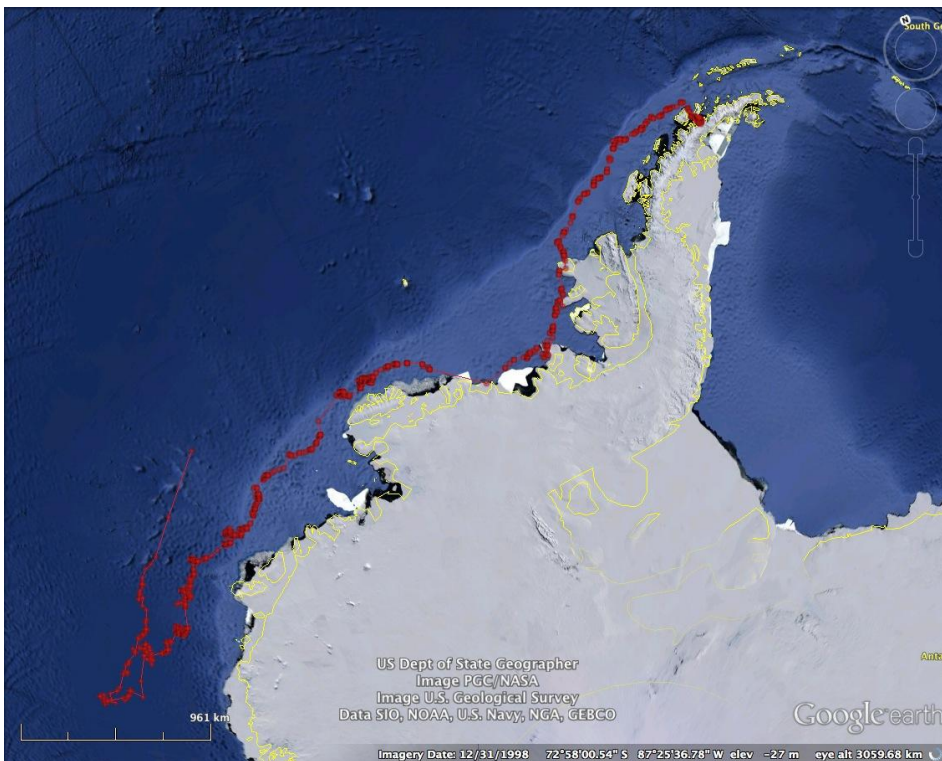 N
South Ge
961 km
US Dept of State Geographer
Image PGC/NASA
Image U.S. Geological Survey
Data SIO, NOAA, U.S. Navy, NGA, GEBCO
Anta
Google earth
Imagery Date: 12/31/1998 72°58'00.54" S 87°25'36.78" W elev -27 m eye alt 3059.68 km